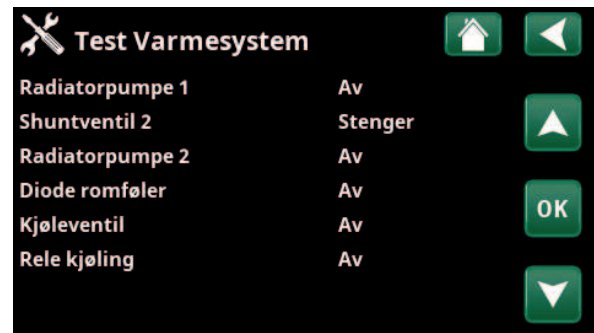 Test Varmesystem
Radiatorpumpe 1 Av
Shuntventil 2 Stenger
Radiatorpumpe 2 Av
Diode romføler Av
Kjøleventil Av
OK
Rele kjøling Av